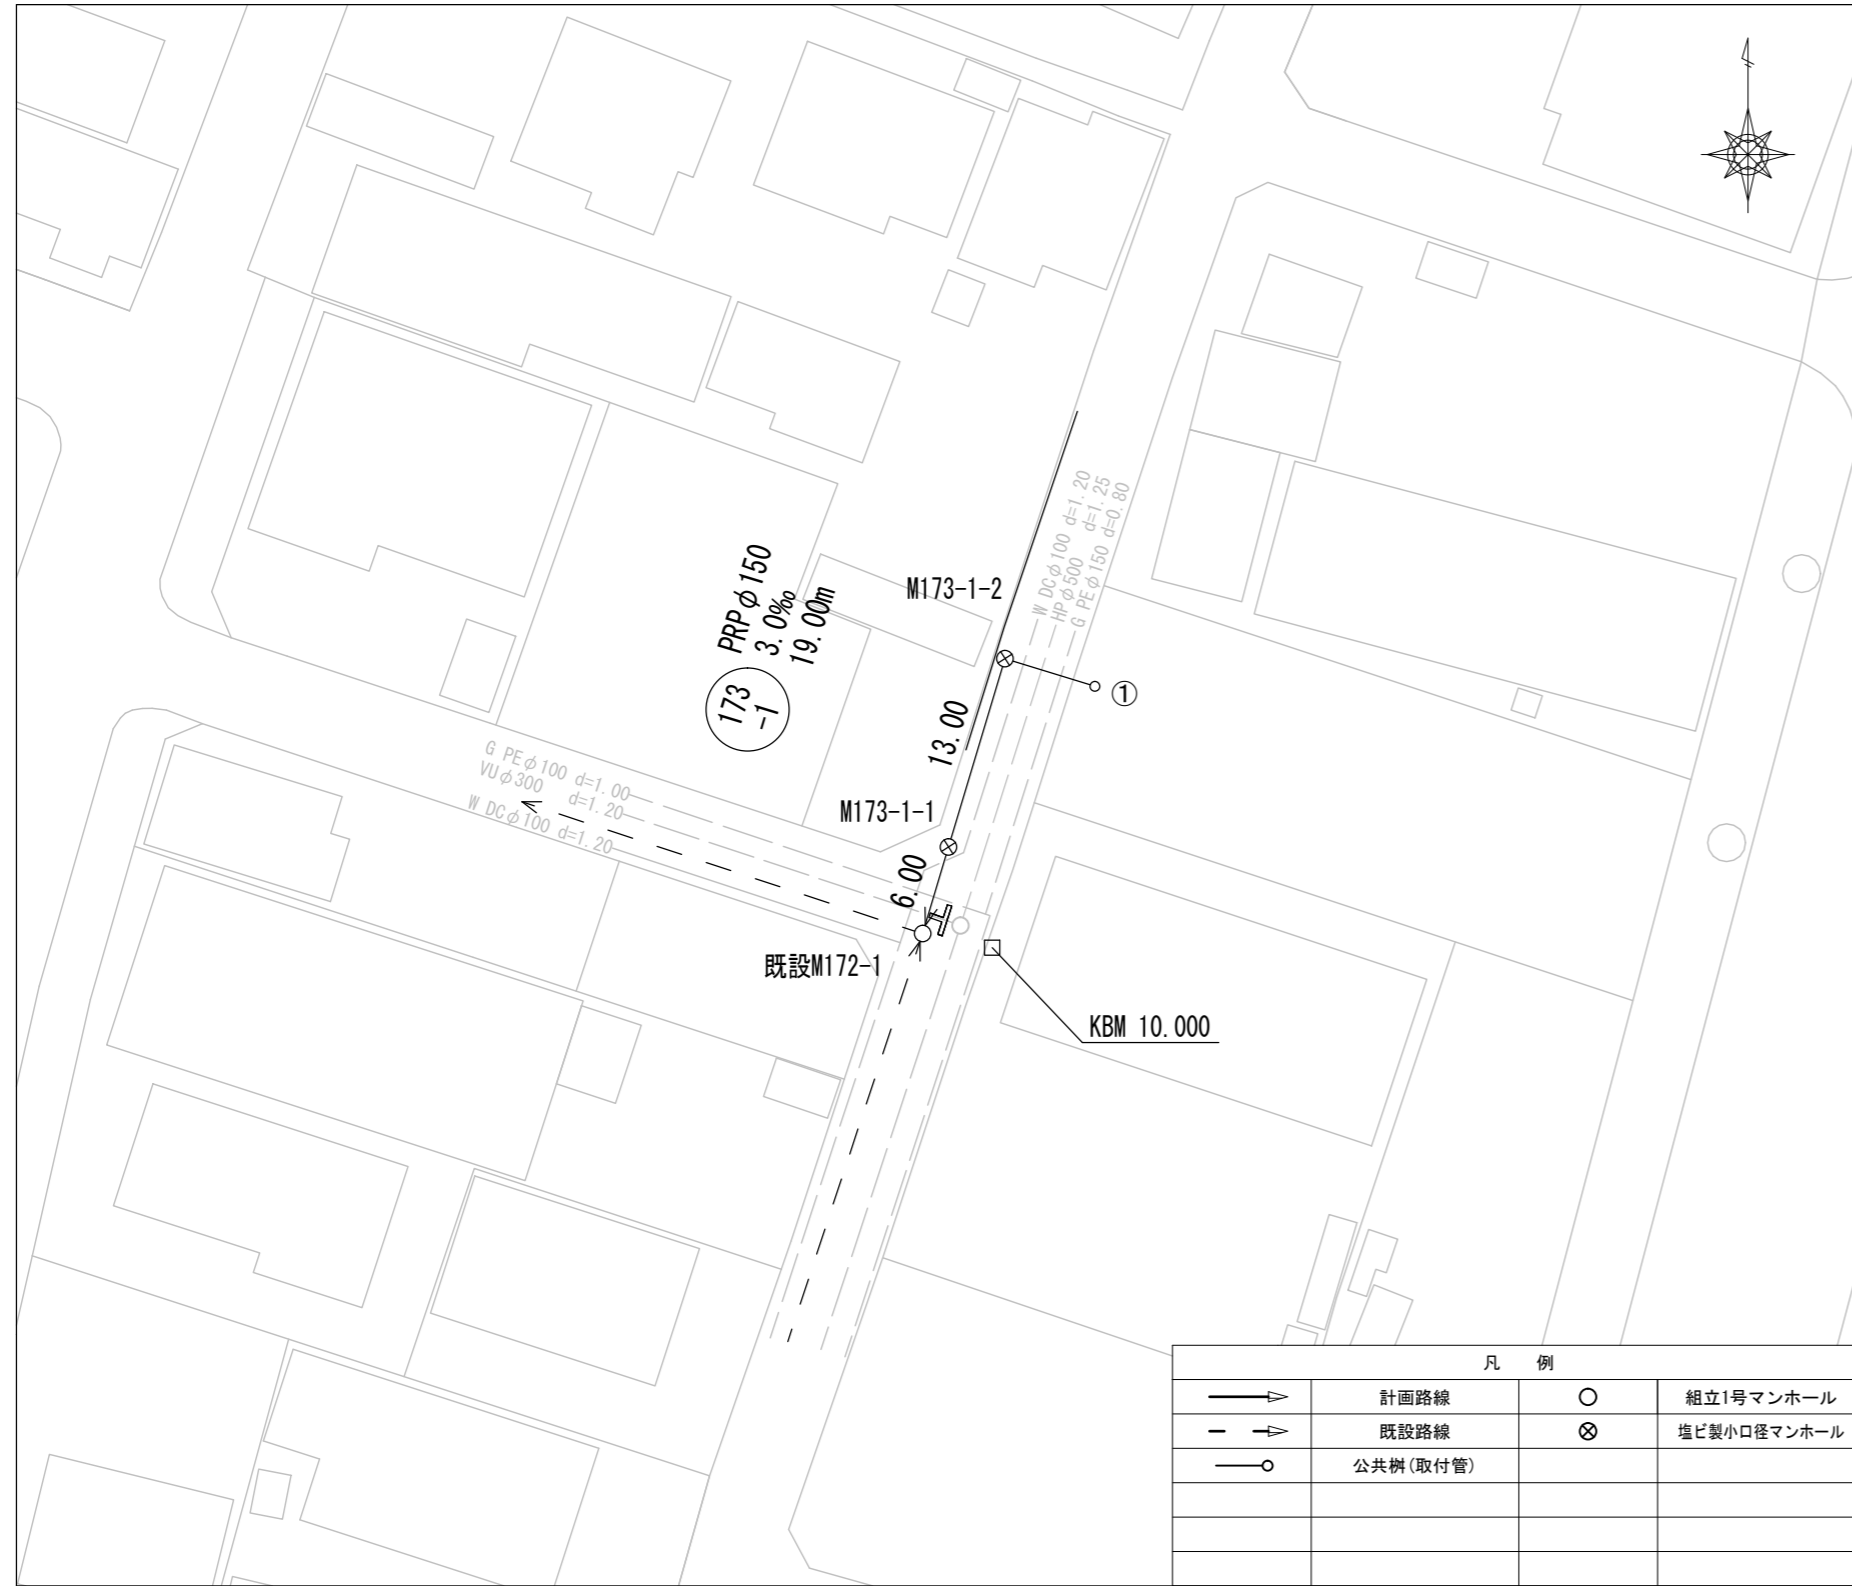 W DCφ100 d=1.20
HPφ500 d=1.25
G PEφ150 d=0.80
PRPφ150
3.0‰
19.00m
173
-1
M173-1-2
①
13.00
G PEφ100 d=1.00
VUφ300 d=1.20
W DCφ100 d=1.20
M173-1-1
6.00
既設M172-1
KBM 10.000
凡 例
計画路線 組立1号マンホール
既設路線 塩ビ製小口径マンホール
公共桝(取付管)